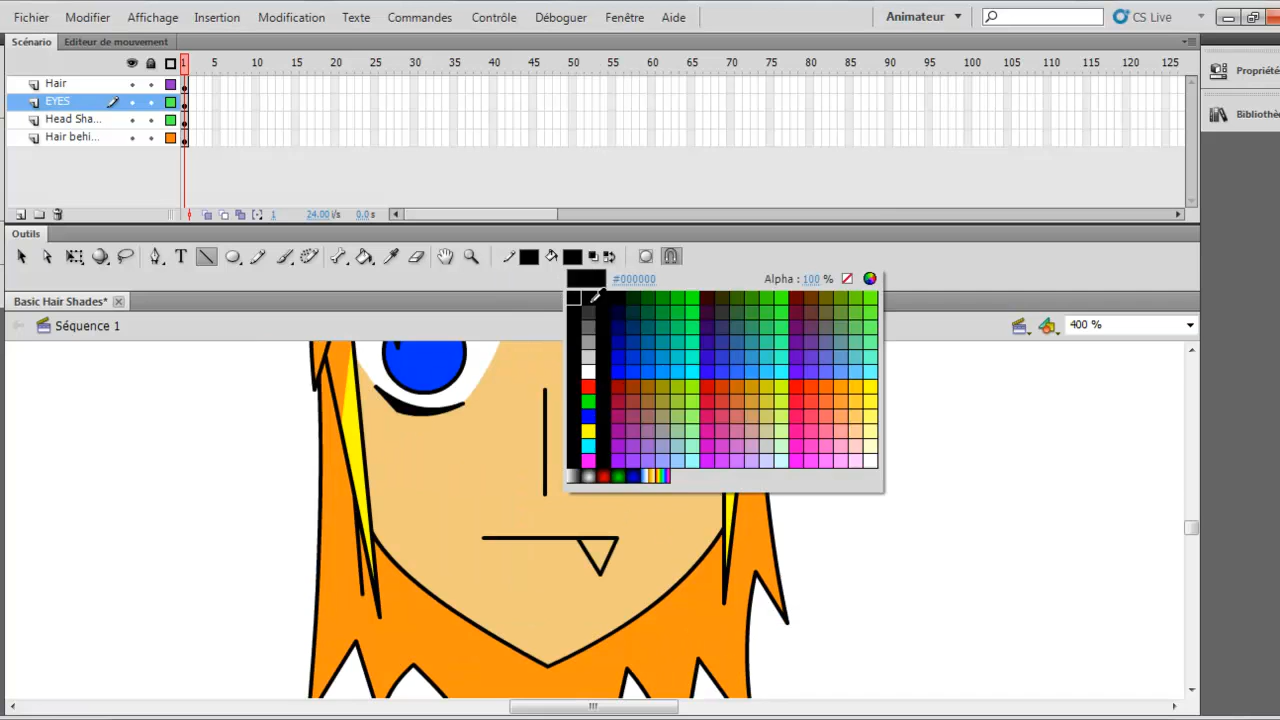 Fichier Modifier Affichage Insertion Modification Texte Commandes Contrôle Déboguer Fenêtre Aide Animateur CS Live
Scénario Editeur de mouvement
1 5 10 15 20 25 30 35 40 45 50 55 60 65 70 75 80 85 90 95 100 105 110 115 120 125
Propriété
Hair
EYES
Bibliothè
Head Sha...
Hair behi...
1 24.00 i/s 0.0 s
Outils
T
#000000 Alpha : 100 %
Basic Hair Shades*
Séquence 1 400 %